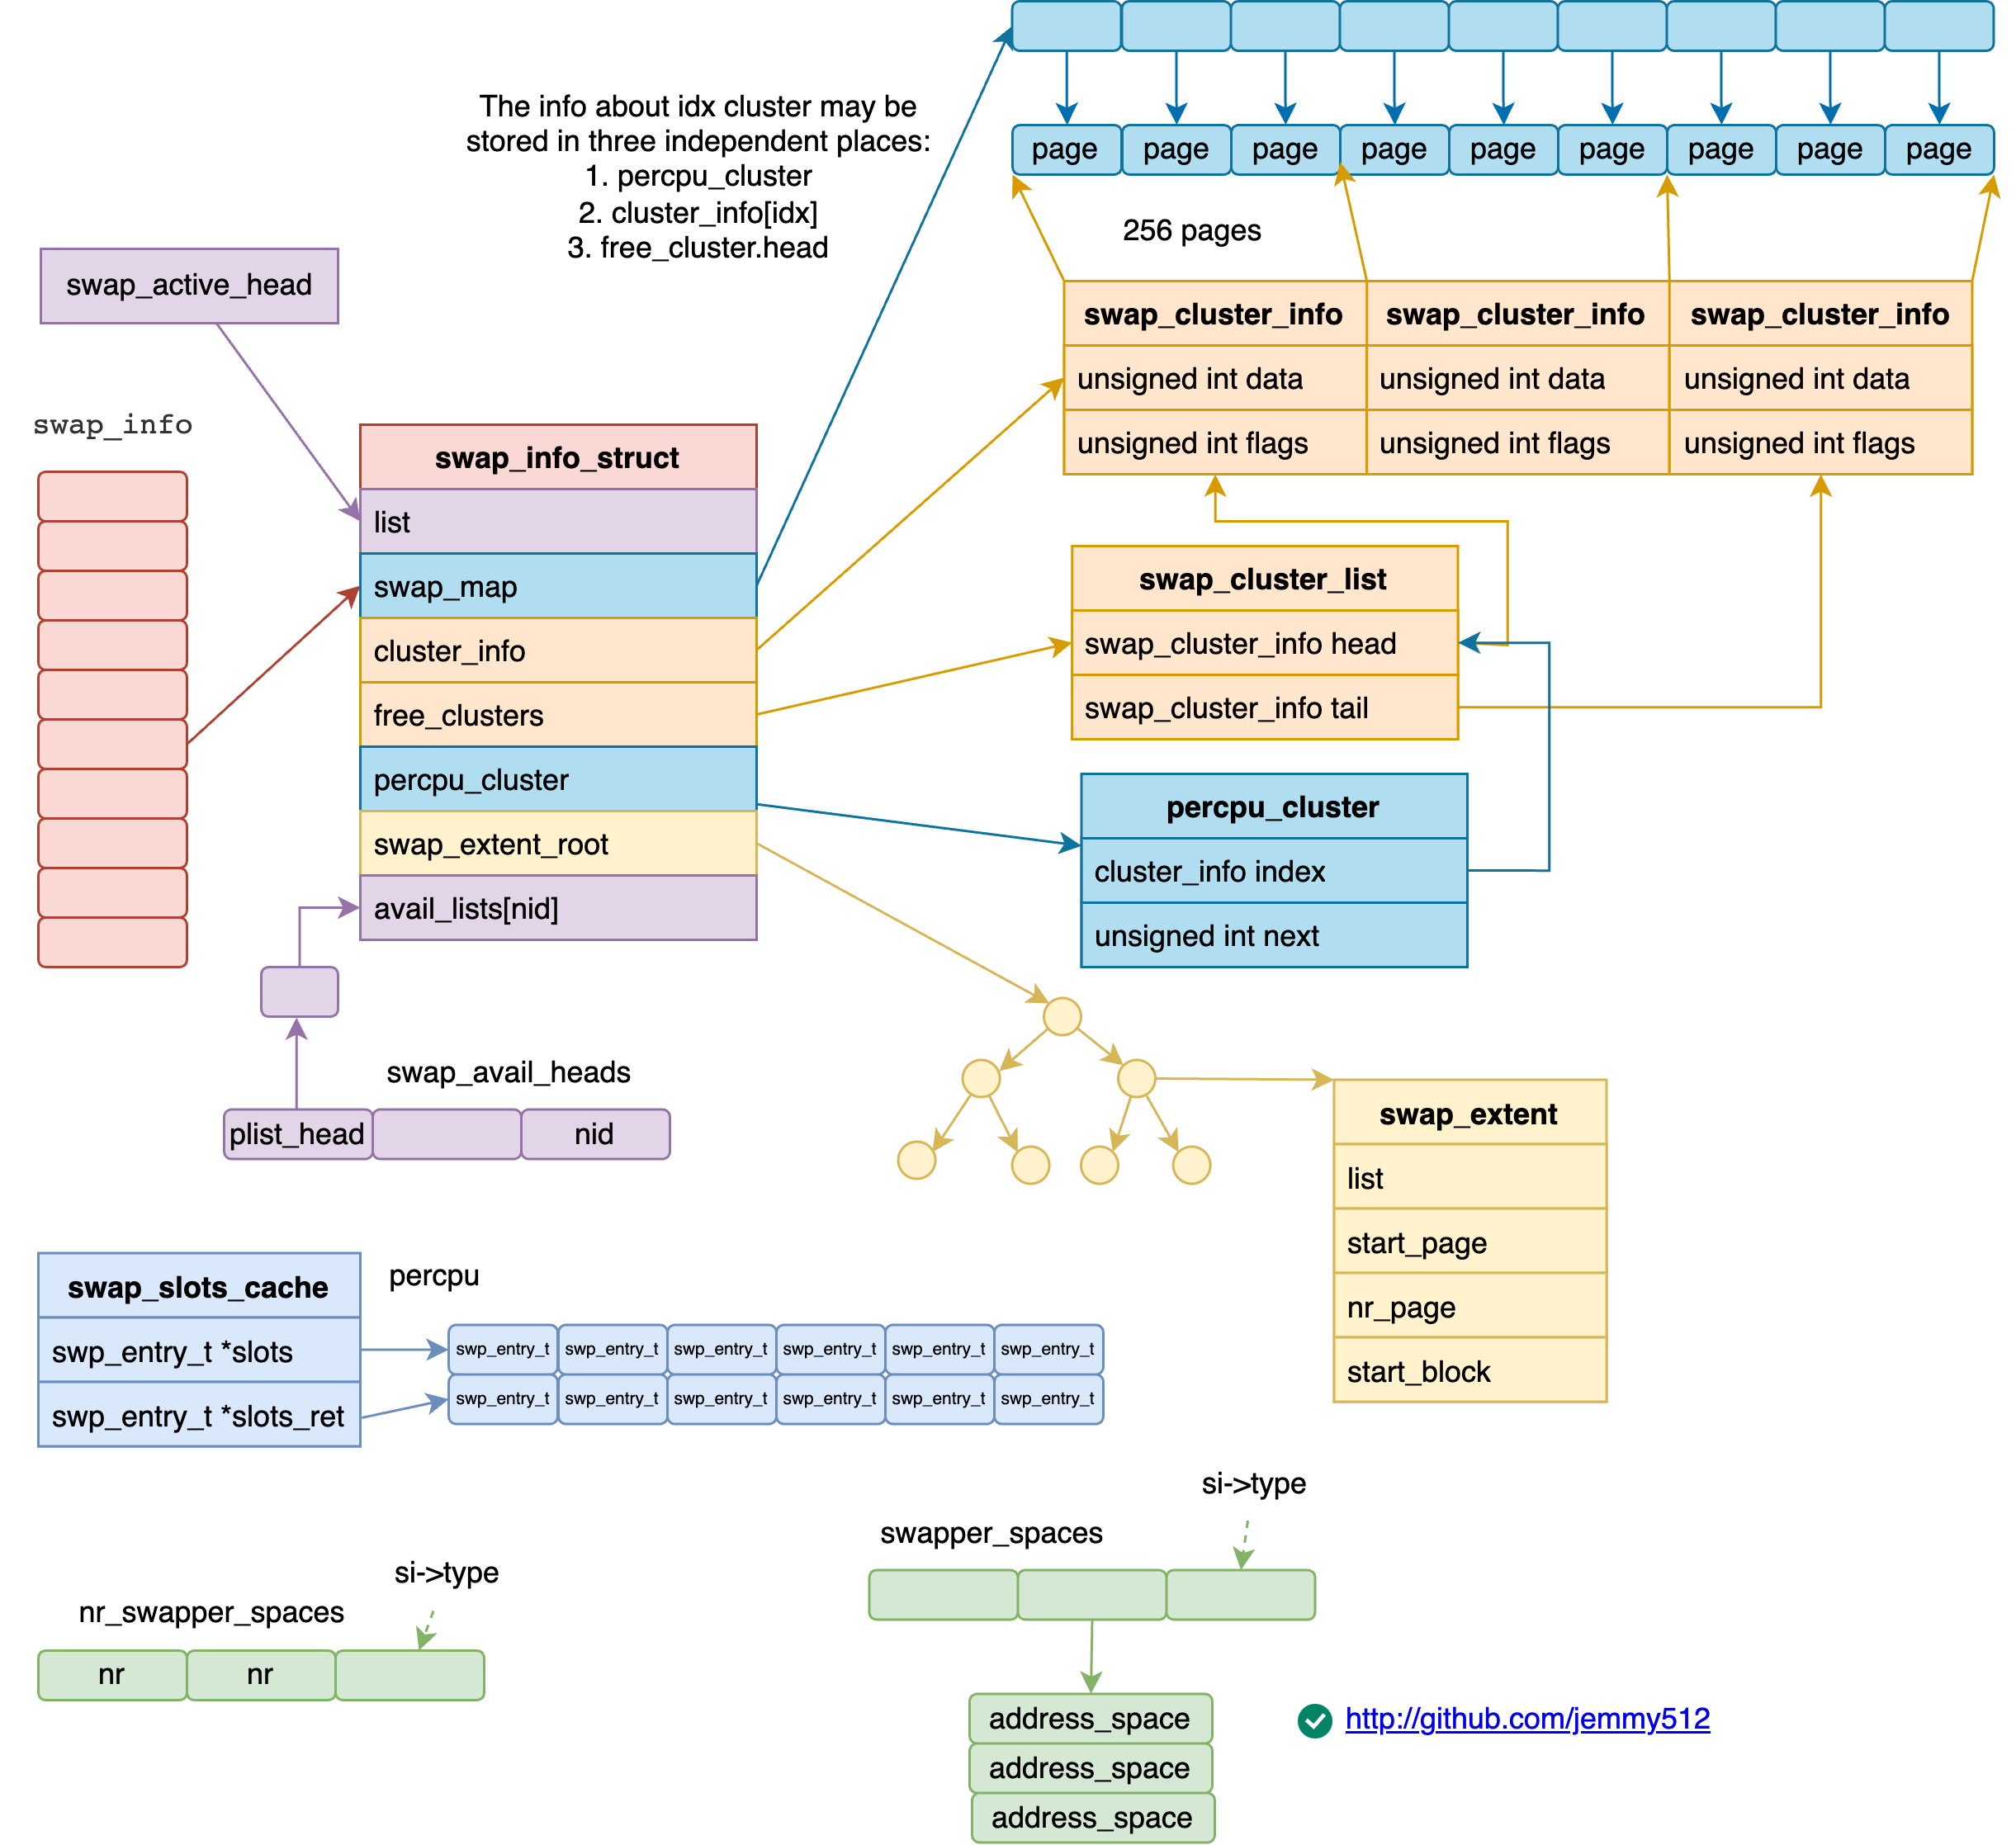 page page page page page page page page page
The info about idx cluster may be
stored in three independent places:
1. percpu_cluster
2. cluster_info[idx]
3. free_cluster.head
256 pages
swap_active_head
swap_cluster_info swap_cluster_info swap_cluster_info
unsigned int data unsigned int data unsigned int data
unsigned int flags unsigned int flags unsigned int flags
swap_info
swap_info_struct
list
swap_map
cluster_info
free_clusters
percpu_cluster
swap_extent_root
avail_lists[nid]
swap_cluster_list
swap_cluster_info head
swap_cluster_info tail
percpu_cluster
cluster_info index
unsigned int next
swap_avail_heads
plist_head nid
swap_extent
list
start_page
nr_page
start_block
swap_slots_cache
swp_entry_t *slots
swp_entry_t *slots_ret
percpu
swp_entry_t swp_entry_t swp_entry_t swp_entry_t swp_entry_t swp_entry_t
swp_entry_t swp_entry_t swp_entry_t swp_entry_t swp_entry_t swp_entry_t
si->type
swapper_spaces
si->type
nr_swapper_spaces
nr nr
address_space
address_space
address_space
http://github.com/jemmy512